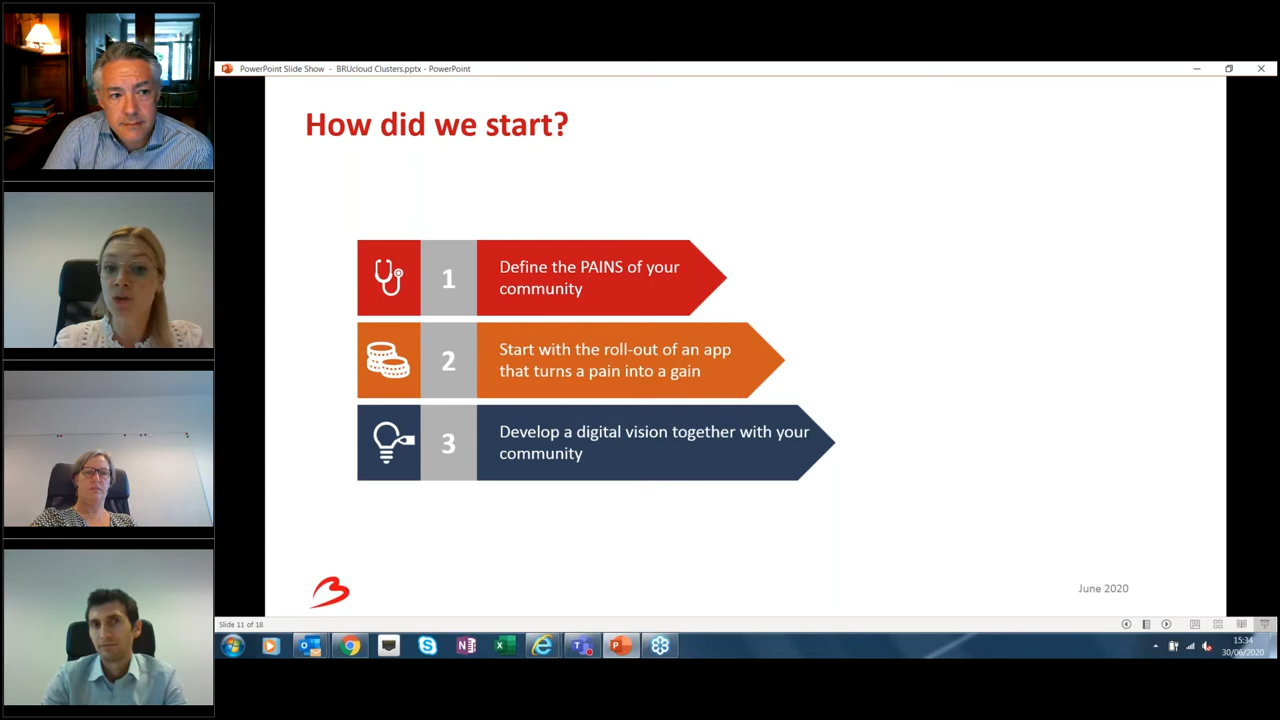 PowerPoint Slide Show - BRUcloud Clusters.pptx - PowerPoint
How did we start?
1
Define the PAINS of your
community
2
Start with the roll-out of an app
that turns a pain into a gain
3
Develop a digital vision together with your
community
June 2020
Slide 11 of 18
15:34
30/06/2020